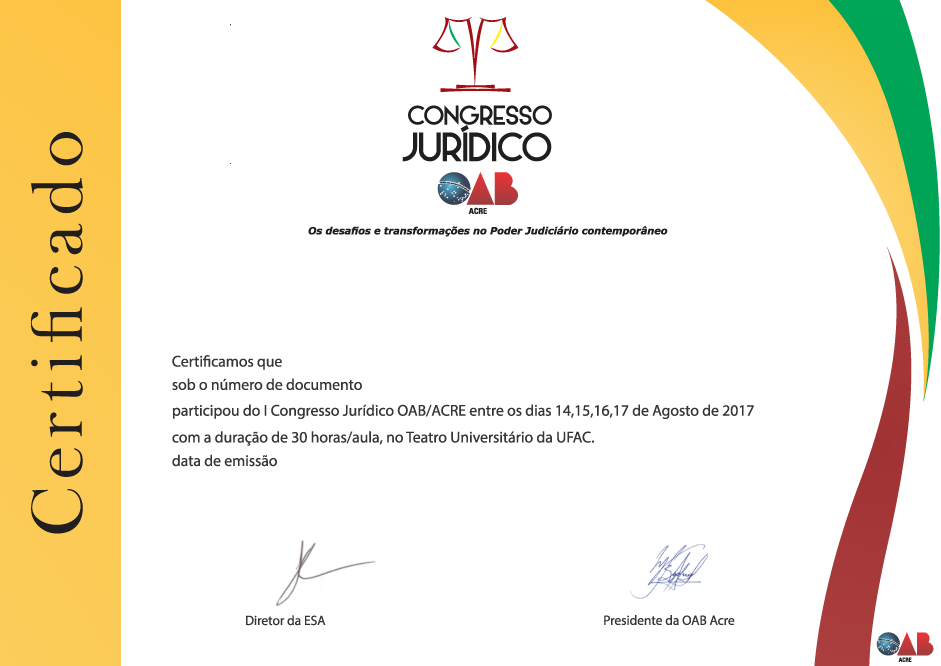 Certificado
CONGRESSO
JURÍDICO
OAB
ACRE
Os desafios e transformações no Poder Judiciário contemporâneo
Certificamos que
sob o número de documento
participou do I Congresso Jurídico OAB/ACRE entre os dias 14,15,16,17 de Agosto de 2017
com a duração de 30 horas/aula, no Teatro Universitário da UFAC.
data de emissão
Diretor da ESA
Presidente da OAB Acre
OAB
ACRE